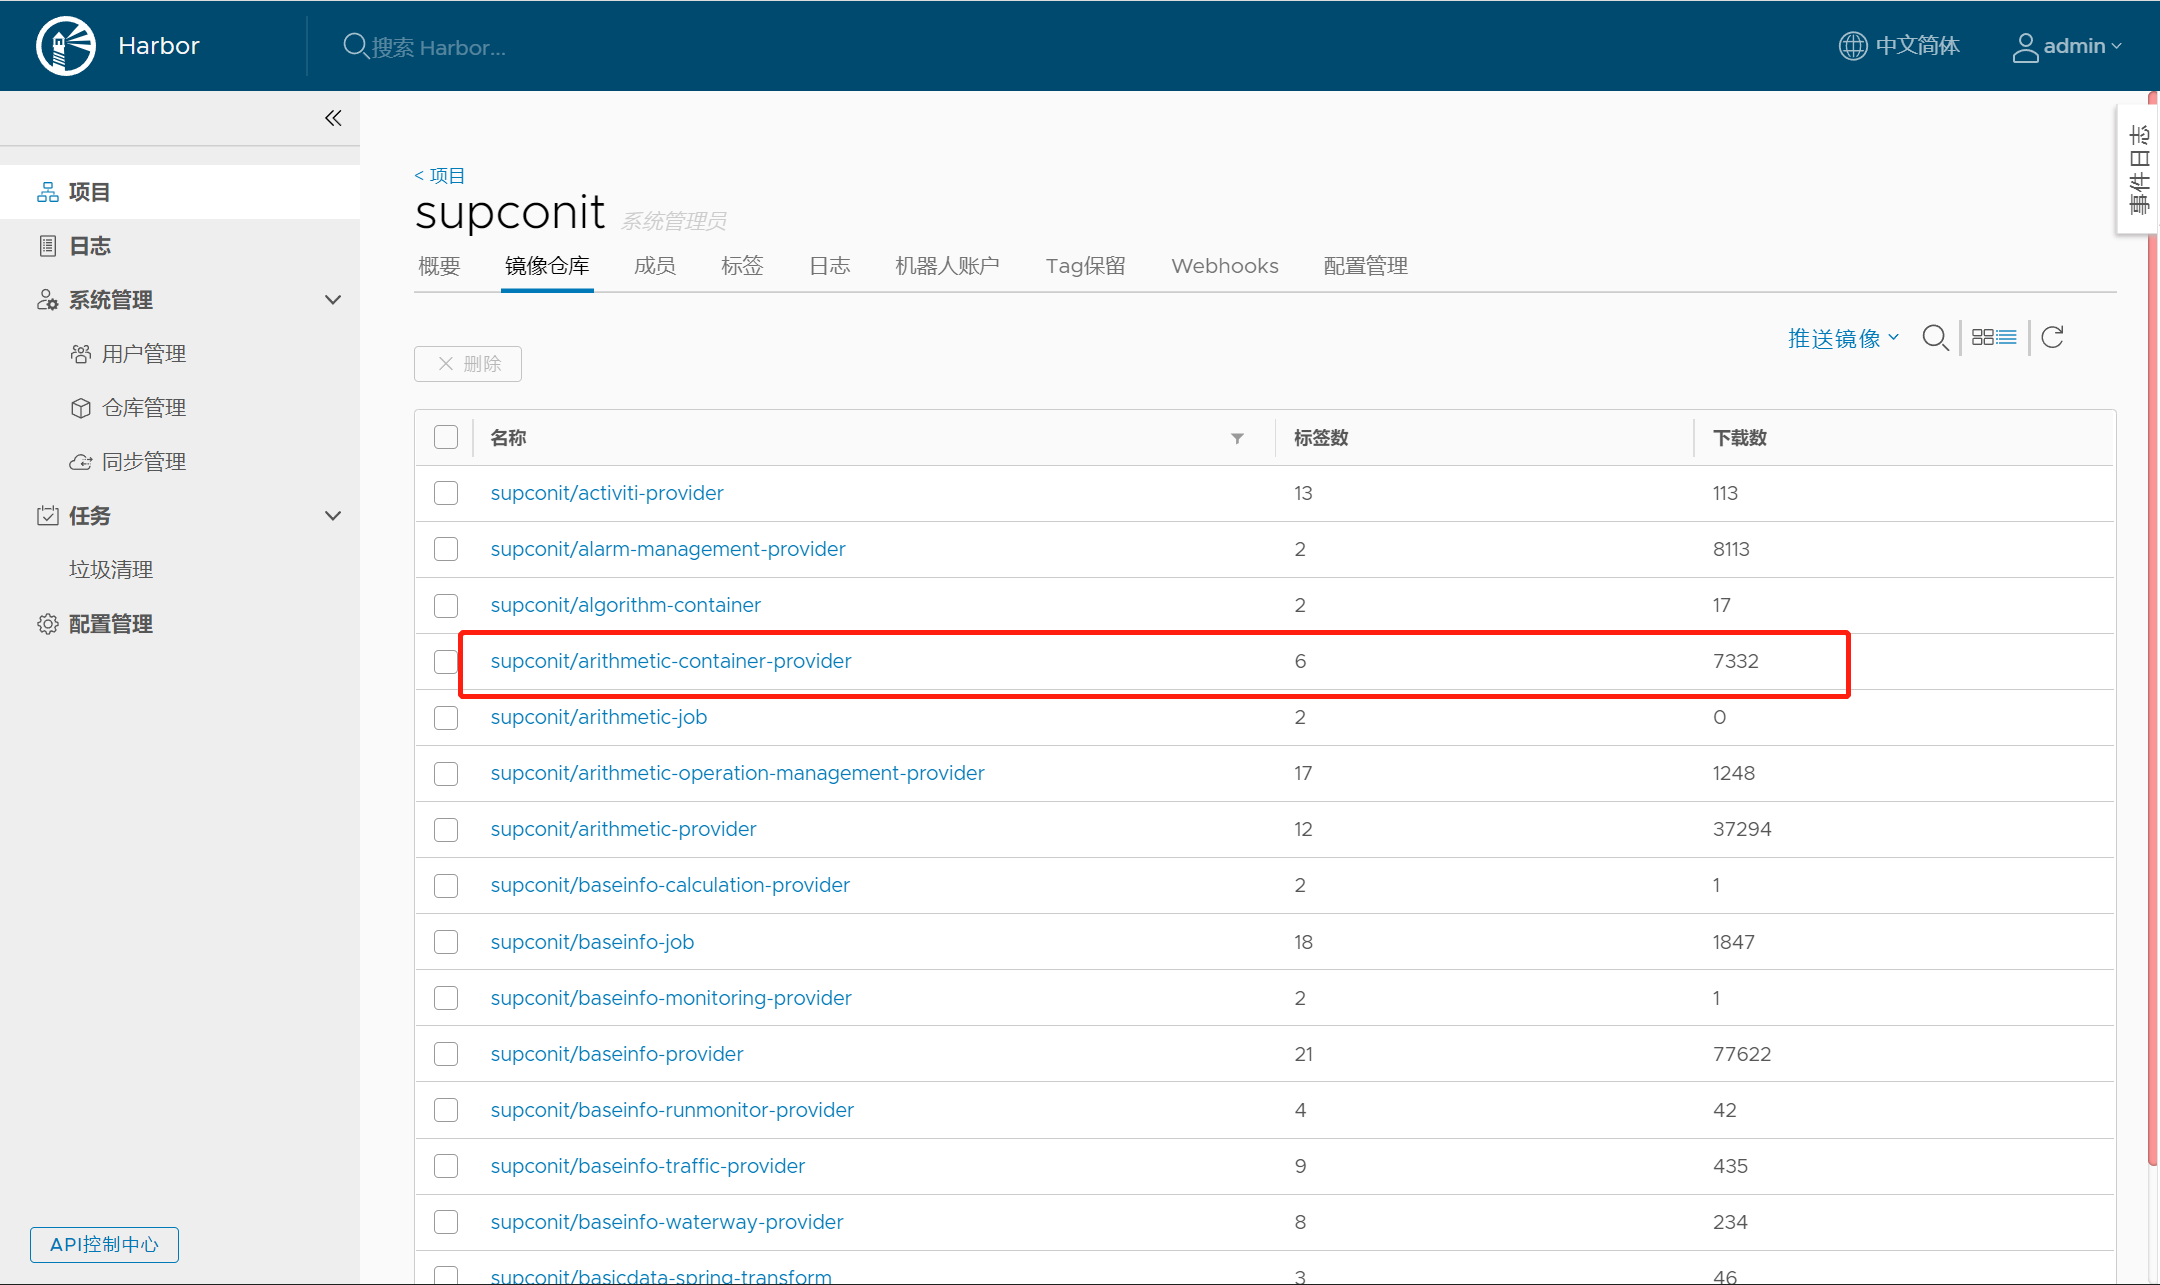 Harbor
搜索 Harbor...
中文简体
admin
事件日志
项目
日志
系统管理
用户管理
仓库管理
同步管理
任务
垃圾清理
配置管理
API控制中心
< 项目
supconit 系统管理员
概要 镜像仓库 成员 标签 日志 机器人账户 Tag保留 Webhooks 配置管理
推送镜像
删除
名称 标签数 下载数
supconit/activiti-provider 13 113
supconit/alarm-management-provider 2 8113
supconit/algorithm-container 2 17
supconit/arithmetic-container-provider 6 7332
supconit/arithmetic-job 2 0
supconit/arithmetic-operation-management-provider 17 1248
supconit/arithmetic-provider 12 37294
supconit/baseinfo-calculation-provider 2 1
supconit/baseinfo-job 18 1847
supconit/baseinfo-monitoring-provider 2 1
supconit/baseinfo-provider 21 77622
supconit/baseinfo-runmonitor-provider 4 42
supconit/baseinfo-traffic-provider 9 435
supconit/baseinfo-waterway-provider 8 234
supconit/basicdata-spring-transform 3 46